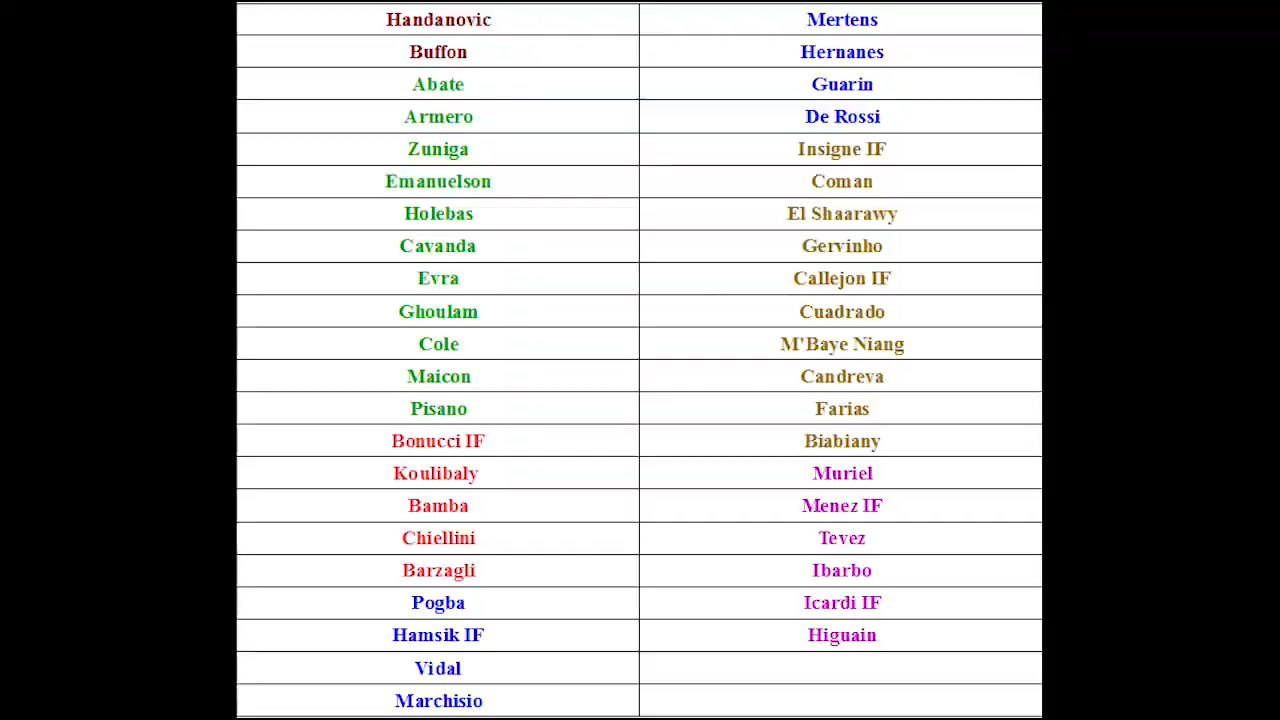 Handanovic Mertens
Buffon Hernanes
Abate Guarin
Armero De Rossi
Zuniga Insigne IF
Emanuelson Coman
Holebas El Shaarawy
Cavanda Gervinho
Evra Callejon IF
Ghoulam Cuadrado
Cole M'Baye Niang
Maicon Candreva
Pisano Farias
Bonucci IF Biabiany
Koulibaly Muriel
Bamba Menez IF
Chiellini Tevez
Barzagli Ibarbo
Pogba Icardi IF
Hamsik IF Higuain
Vidal
Marchisio